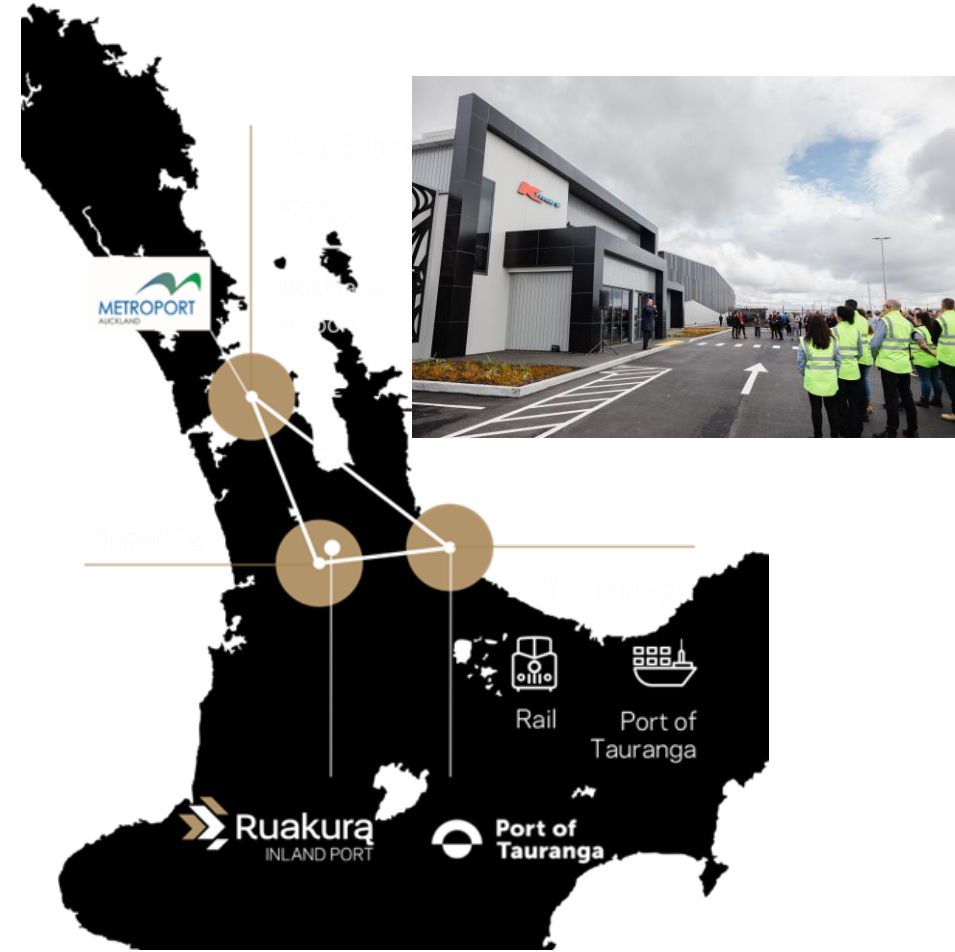 METROPORT
AUCKLAND
Rail
Port of
Tauranga
Ruakura
INLAND PORT
Port of
Tauranga